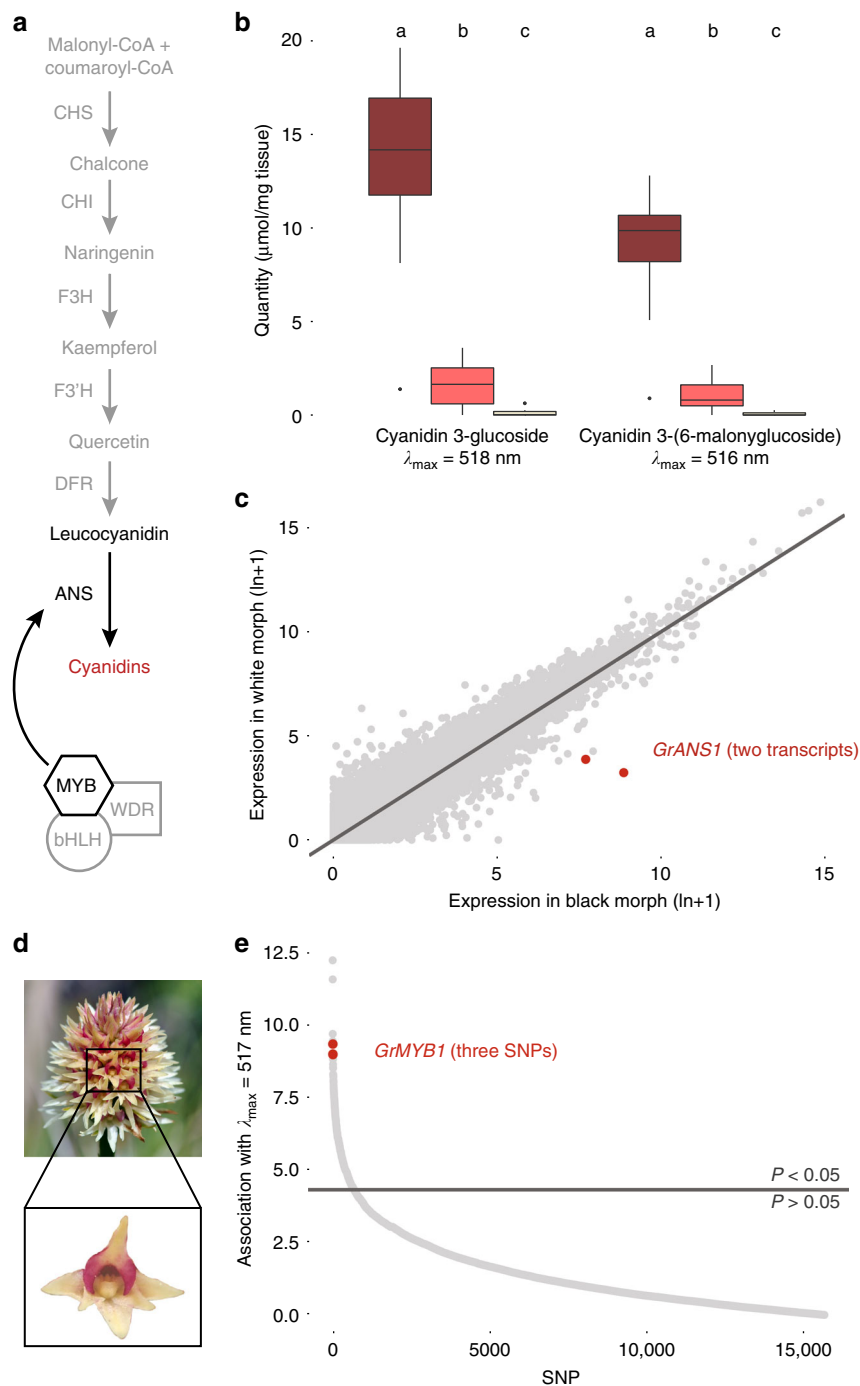 a
Malonyl-CoA +
coumaroyl-CoA
CHS
Chalcone
CHI
Naringenin
F3H
Kaempferol
F3'H
Quercetin
DFR
Leucocyanidin
ANS
Cyanidins
MYB
WDR
bHLH
b
20
15
10
5
0
Quantity (μmol/mg tissue)
a b c
a b c
Cyanidin 3-glucoside
λmax = 518 nm
Cyanidin 3-(6-malonyglucoside)
λmax = 516 nm
c
15
10
5
0
Expression in white morph (ln+1)
GrANS1 (two transcripts)
0 5 10 15
Expression in black morph (ln+1)
d
e
12.5
10.0
7.5
5.0
2.5
0.0
Association with λmax = 517 nm
GrMYB1 (three SNPs)
P < 0.05
P > 0.05
0 5000 10,000 15,000
SNP